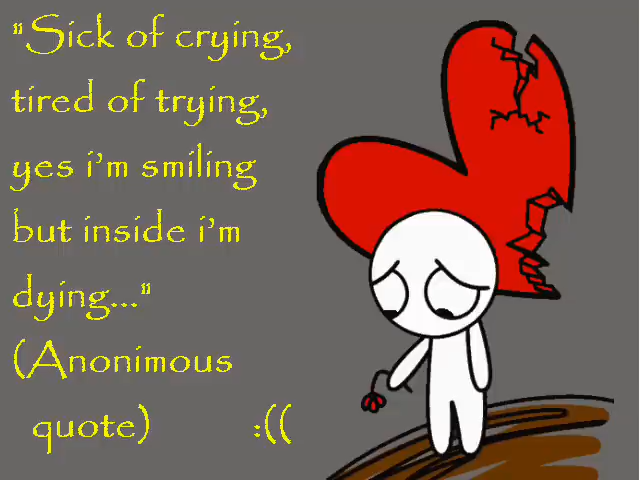 "Sick of crying,
tired of trying,
yes i'm smiling
but inside i'm
dying..."
(Anonimous
quote) :((